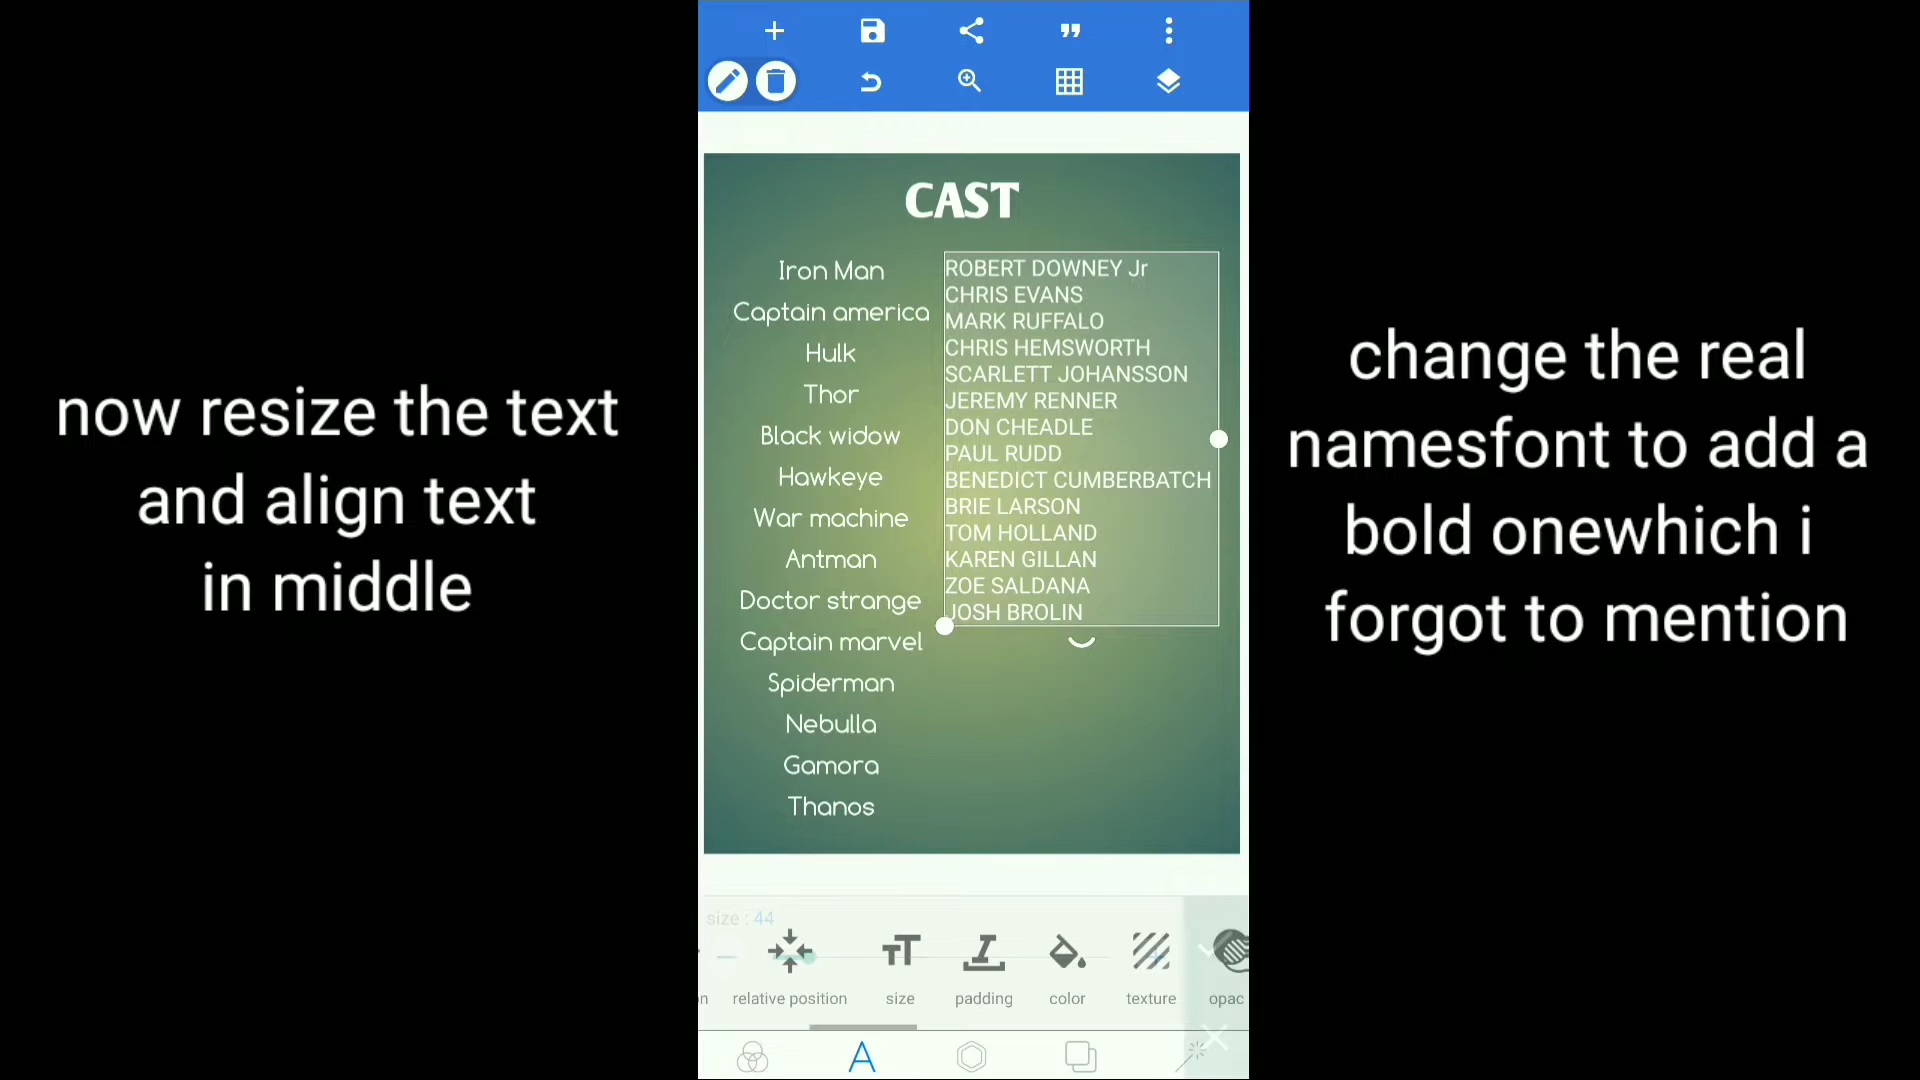 now resize the text
and align text
in middle
CAST
Iron Man
Captain america
Hulk
Thor
Black widow
Hawkeye
War machine
Antman
Doctor strange
Captain marvel
Spiderman
Nebulla
Gamora
Thanos
ROBERT DOWNEY Jr
CHRIS EVANS
MARK RUFFALO
CHRIS HEMSWORTH
SCARLETT JOHANSSON
JEREMY RENNER
DON CHEADLE
PAUL RUDD
BENEDICT CUMBERBATCH
BRIE LARSON
TOM HOLLAND
KAREN GILLAN
ZOE SALDANA
JOSH BROLIN
size : 44
n relative position size padding color texture opac
change the real
namesfont to add a
bold onewhich i
forgot to mention